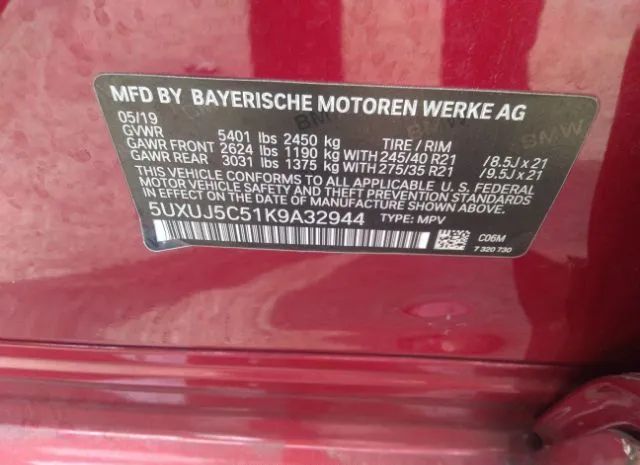 MFD BY BAYERISCHE MOTOREN WERKE AG
05/19
GVWR 5401 lbs 2450 kg TIRE / RIM
GAWR FRONT 2624 lbs 1190 kg WITH 245/40 R21 /8.5J x 21
GAWR REAR 3031 lbs 1375 kg WITH 275/35 R21 /9.5J x 21
THIS VEHICLE CONFORMS TO ALL APPLICABLE U.S. FEDERAL
MOTOR VEHICLE SAFETY, BUMPER, AND THEFT PREVENTION
STANDARDS IN EFFECT ON THE DATE OF MANUFACTURE SHOWN ABOVE.
5UXUJ5C51K9A32944 TYPE: MPV
C06M
7 320 730
BMW
BMW